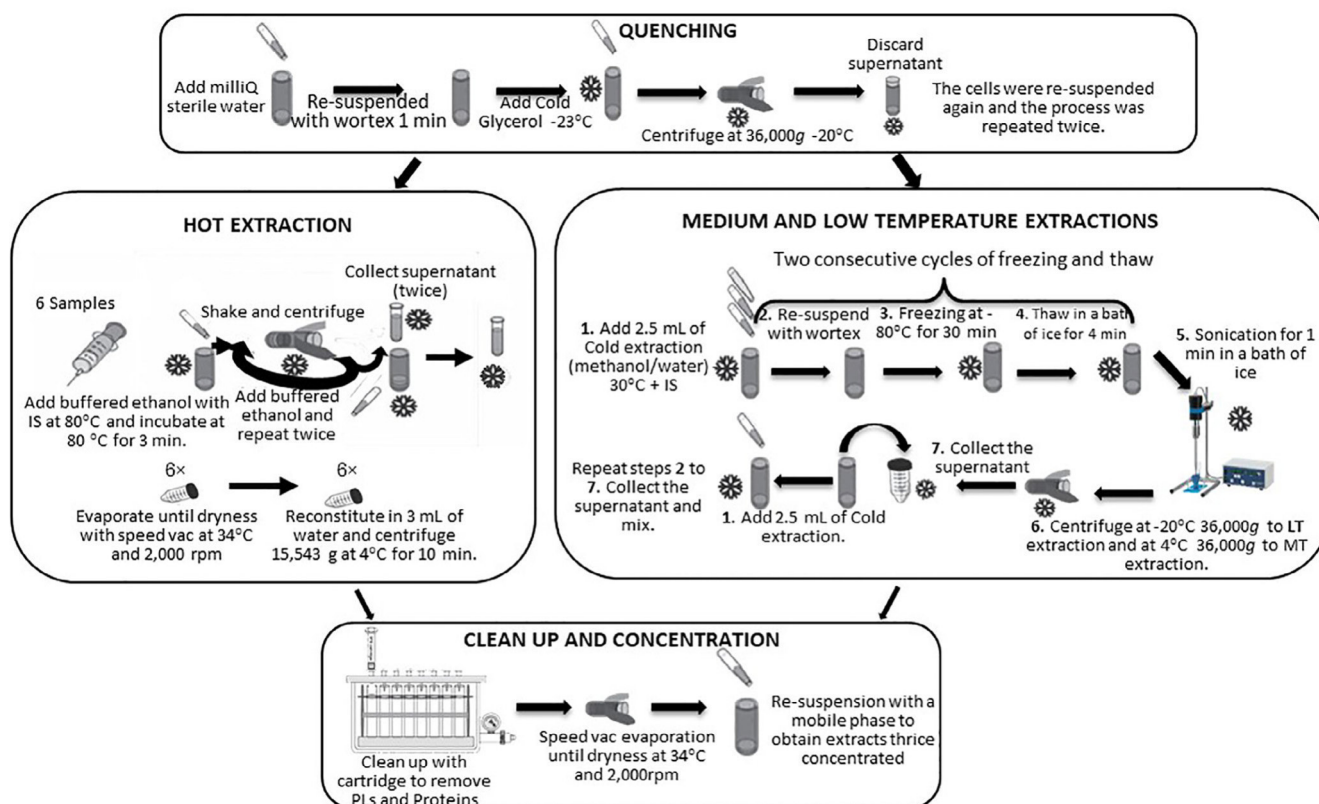 QUENCHING
Add milliQ
sterile water
Re-suspended
with wortex 1 min
Add Cold
Glycerol -23°C
Centrifuge at 36,000g -20°C
Discard
supernatant
The cells were re-suspended
again and the process was
repeated twice.
HOT EXTRACTION
6 Samples
Shake and centrifuge
Collect supernatant
(twice)
Add buffered ethanol with
IS at 80°C and incubate at
80 °C for 3 min.
Add buffered
ethanol and
repeat twice
6×
6×
Evaporate until dryness
with speed vac at 34°C
and 2,000 rpm
Reconstitute in 3 mL of
water and centrifuge
15,543 g at 4°C for 10 min.
MEDIUM AND LOW TEMPERATURE EXTRACTIONS
Two consecutive cycles of freezing and thaw
1. Add 2.5 mL of
Cold extraction
(methanol/water)
30°C + IS
2. Re-suspend
with wortex
3. Freezing at -
80°C for 30 min
4. Thaw in a bath
of ice for 4 min
5. Sonication for 1
min in a bath of
ice
6. Centrifuge at -20°C 36,000g to LT
extraction and at 4°C 36,000g to MT
extraction.
7. Collect the
supernatant
1. Add 2.5 mL of Cold
extraction.
Repeat steps 2 to
7. Collect the
supernatant and
mix.
CLEAN UP AND CONCENTRATION
Clean up with
cartridge to remove
PLs and Proteins
Speed vac evaporation
until dryness at 34°C
and 2,000rpm
Re-suspension with a
mobile phase to
obtain extracts thrice
concentrated